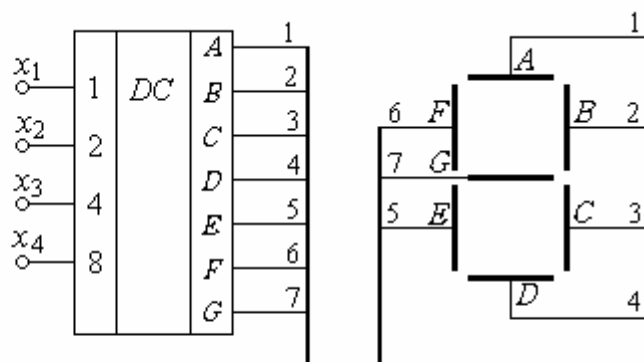 x₁ 1 DC A 1
B 2
x₂ 2 C 3
D 4
x₃ 4 E 5
F 6
x₄ 8 G 7
1
A
6 F B 2
7 G
5 E C 3
D 4